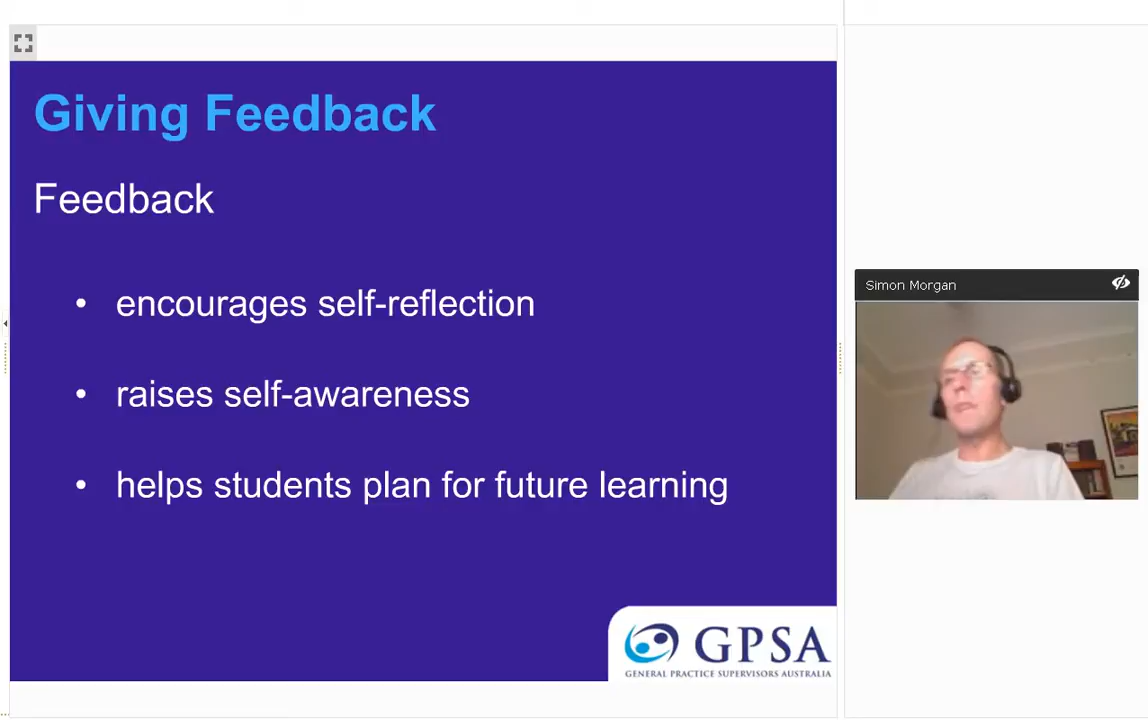 Giving Feedback
Feedback
• encourages self-reflection
• raises self-awareness
• helps students plan for future learning
GPSA
GENERAL PRACTICE SUPERVISORS AUSTRALIA
Simon Morgan